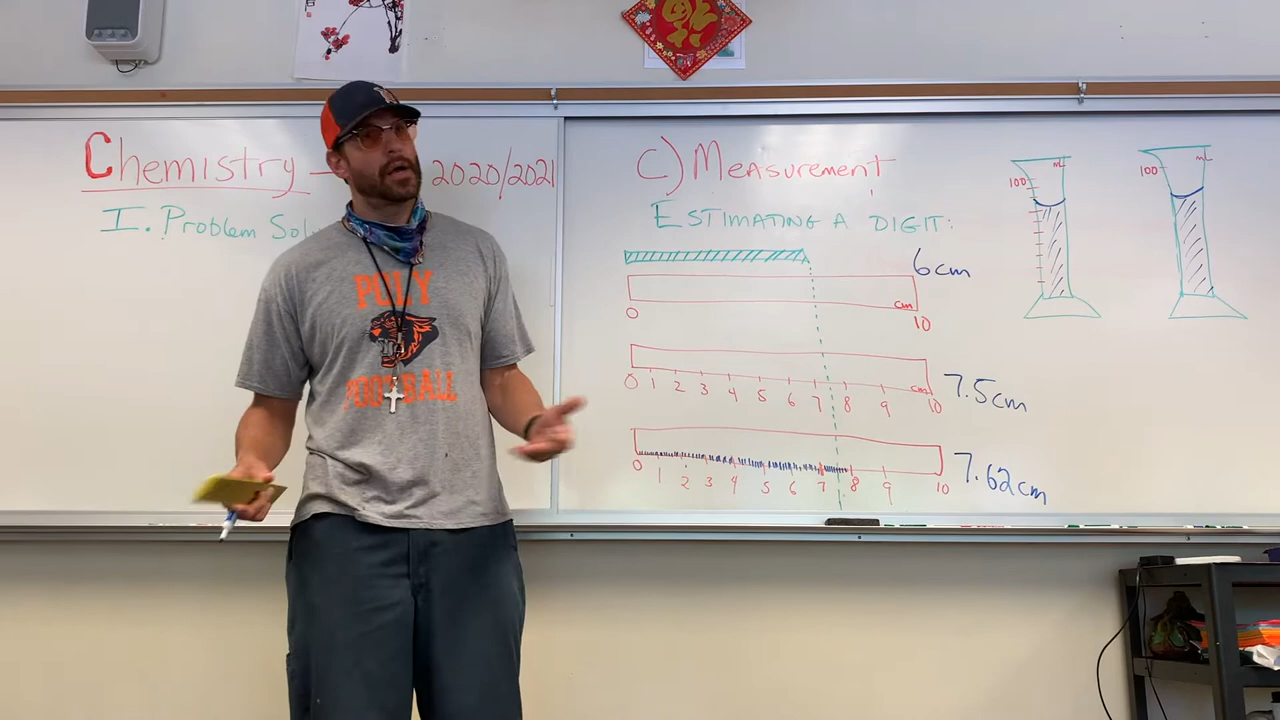 福
Chemistry – 2020/2021
I. Problem Sol
POLY
FOOTBALL
C) Measurement
ESTIMATING A DIGIT:
6cm
cm
0 10
cm
0 1 2 3 4 5 6 7 8 9 10
7.5cm
0 1 2 3 4 5 6 7 8 9 10
7.62cm
mL
100
mL
100